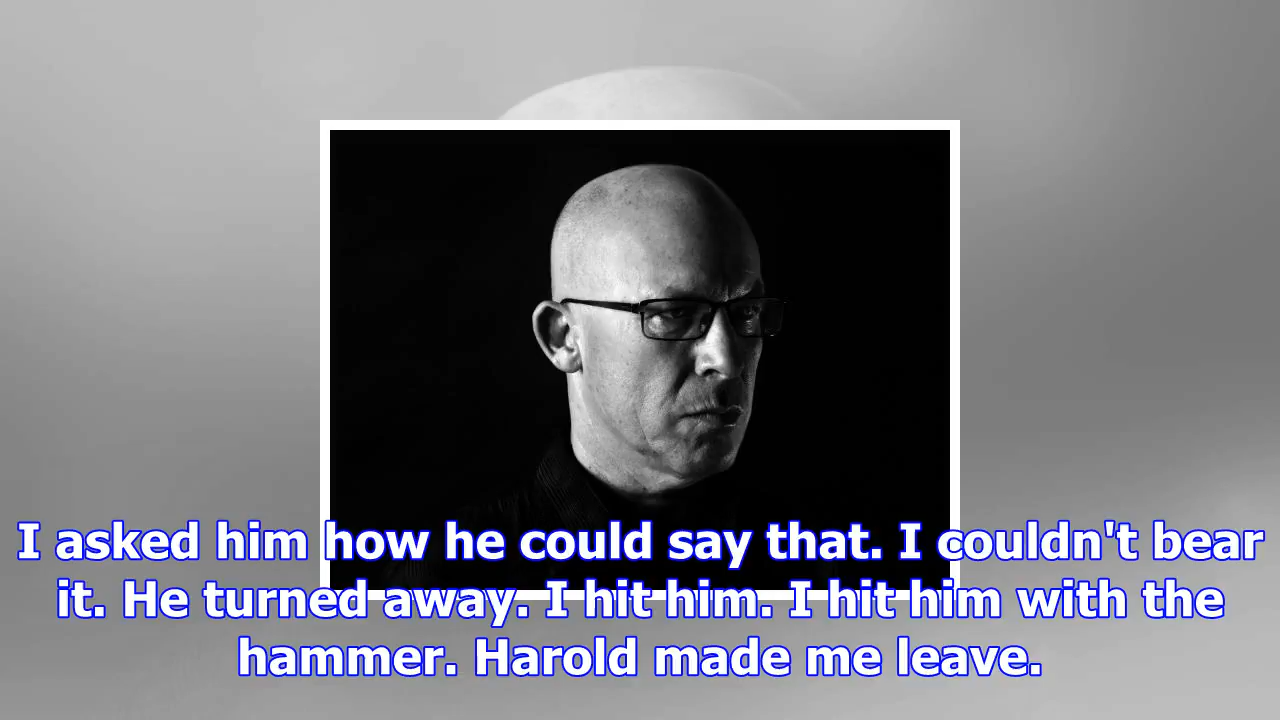 I asked him how he could say that. I couldn't bear
it. He turned away. I hit him. I hit him with the
hammer. Harold made me leave.